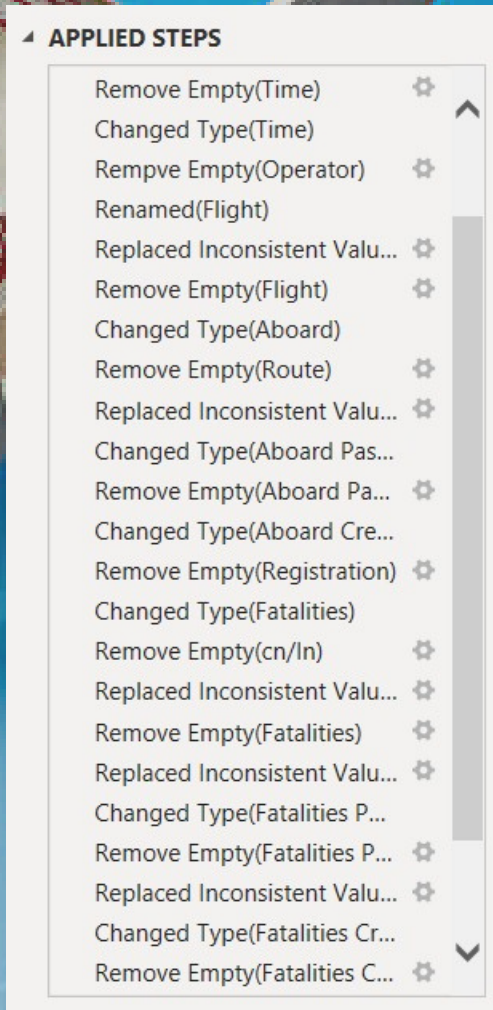 APPLIED STEPS
Remove Empty(Time)
Changed Type(Time)
Rempve Empty(Operator)
Renamed(Flight)
Replaced Inconsistent Valu...
Remove Empty(Flight)
Changed Type(Aboard)
Remove Empty(Route)
Replaced Inconsistent Valu...
Changed Type(Aboard Pas...
Remove Empty(Aboard Pa...
Changed Type(Aboard Cre...
Remove Empty(Registration)
Changed Type(Fatalities)
Remove Empty(cn/ln)
Replaced Inconsistent Valu...
Remove Empty(Fatalities)
Replaced Inconsistent Valu...
Changed Type(Fatalities P...
Remove Empty(Fatalities P...
Replaced Inconsistent Valu...
Changed Type(Fatalities Cr...
Remove Empty(Fatalities C...